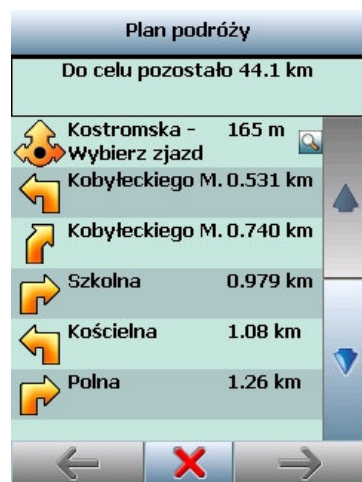 Plan podróży
Do celu pozostało 44.1 km
Kostromska - 165 m
Wybierz zjazd
Kobyłeckiego M. 0.531 km
Kobyłeckiego M. 0.740 km
Szkolna 0.979 km
Kościelna 1.08 km
Polna 1.26 km